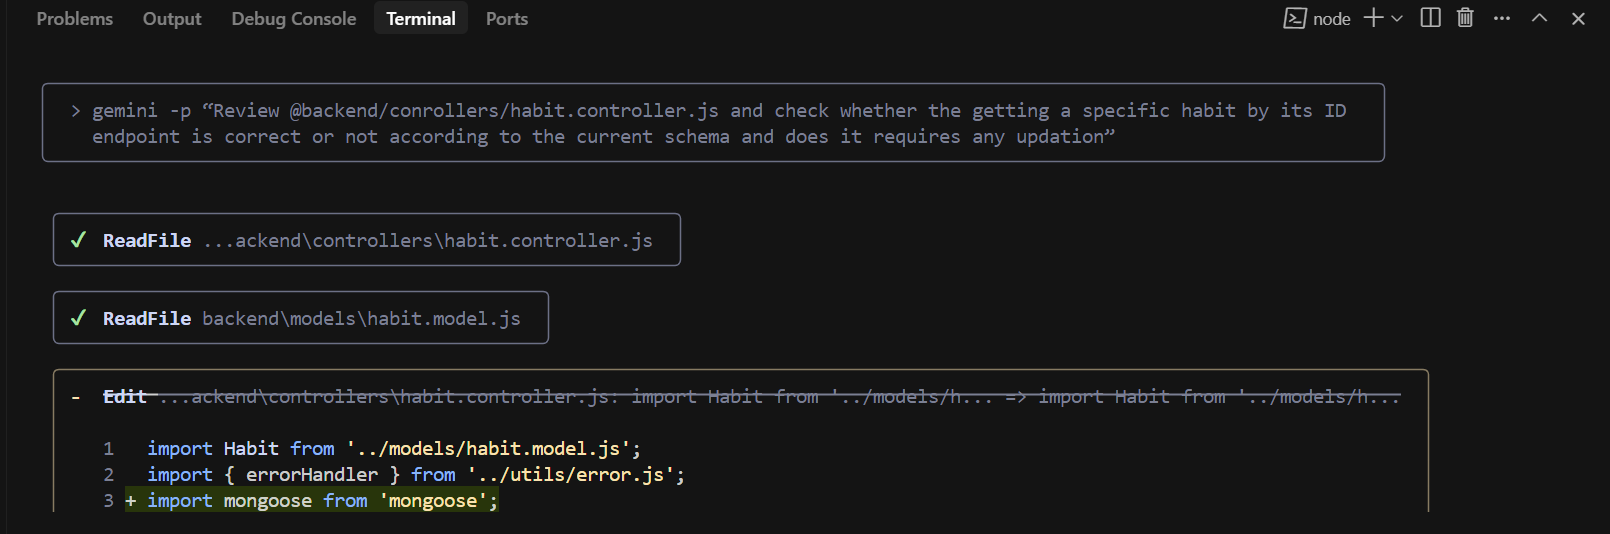 Problems Output Debug Console Terminal Ports node
> gemini -p “Review @backend/conrollers/habit.controller.js and check whether the getting a specific habit by its ID
endpoint is correct or not according to the current schema and does it requires any updation”
✓ ReadFile ...ackend\controllers\habit.controller.js
✓ ReadFile backend\models\habit.model.js
- Edit ...ackend\controllers\habit.controller.js: import Habit from '../models/h... => import Habit from '../models/h...
1 import Habit from '../models/habit.model.js';
2 import { errorHandler } from '../utils/error.js';
3 + import mongoose from 'mongoose';